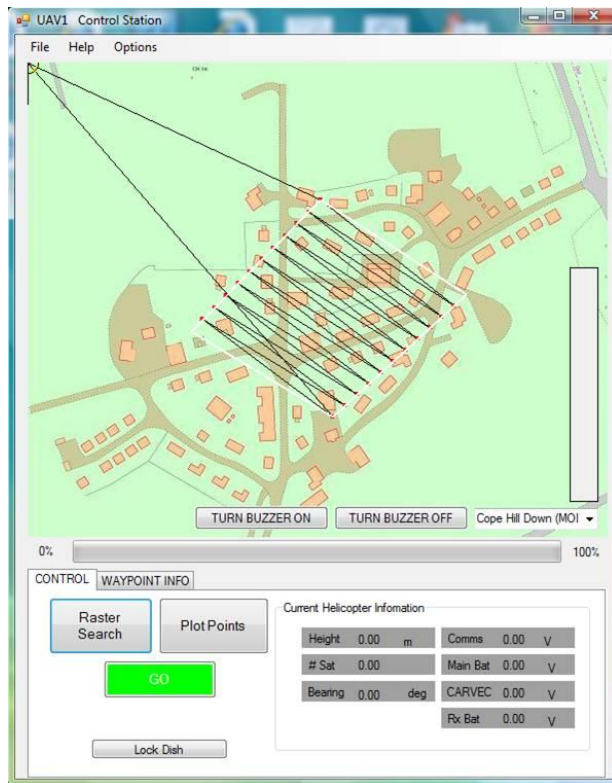 UAV1 Control Station
File Help Options
TURN BUZZER ON TURN BUZZER OFF Cope Hill Down (MOI
0% 100%
CONTROL WAYPOINT INFO
Raster
Search
Plot Points
GO
Lock Dish
Current Helicopter Infomation
Height 0.00 m Comms 0.00 V
# Sat 0.00 Main Bat 0.00 V
Bearing 0.00 deg CARVEC 0.00 V
Rx Bat 0.00 V